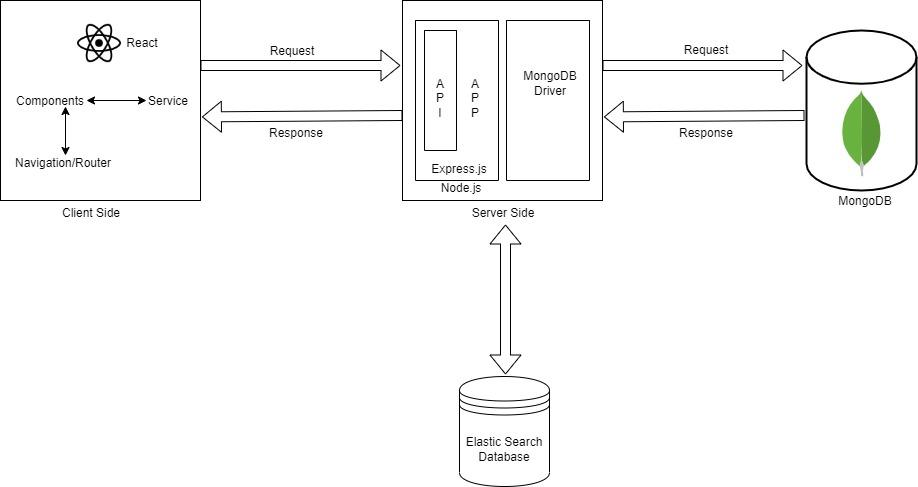 React
Components
Service
Navigation/Router
Client Side
Request
Response
A
P
I
A
P
P
Express.js
Node.js
MongoDB
Driver
Server Side
Request
Response
MongoDB
Elastic Search
Database